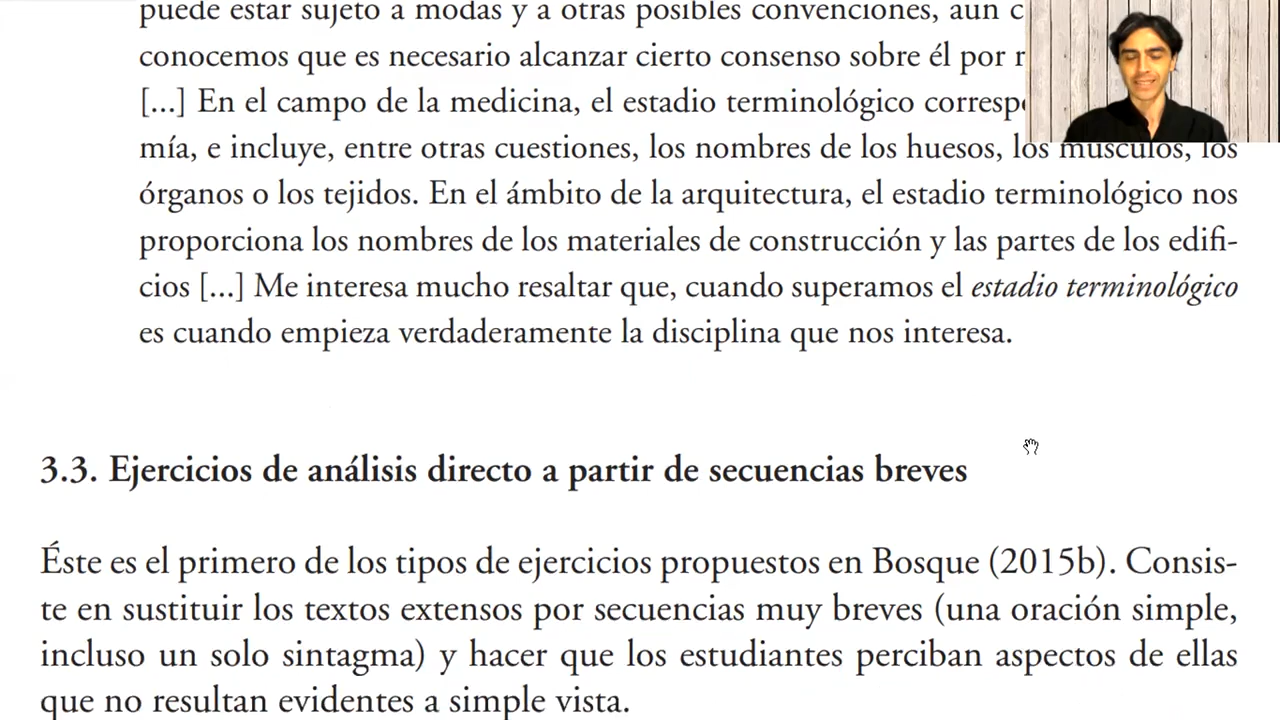 puede estar sujeto a modas y a otras posibles convenciones, aun
conocemos que es necesario alcanzar cierto consenso sobre él por
[...] En el campo de la medicina, el estadio terminológico
mía, e incluye, entre otras cuestiones, los nombres de los huesos, los músculos, los
órganos o los tejidos. En el ámbito de la arquitectura, el estadio terminológico nos
proporciona los nombres de los materiales de construcción y las partes de los edifi-
cios [...] Me interesa mucho resaltar que, cuando superamos el estadio terminológico
es cuando empieza verdaderamente la disciplina que nos interesa.
3.3. Ejercicios de análisis directo a partir de secuencias breves
Éste es el primero de los tipos de ejercicios propuestos en Bosque (2015b). Consis-
te en sustituir los textos extensos por secuencias muy breves (una oración simple,
incluso un solo sintagma) y hacer que los estudiantes perciban aspectos de ellas
que no resultan evidentes a simple vista.